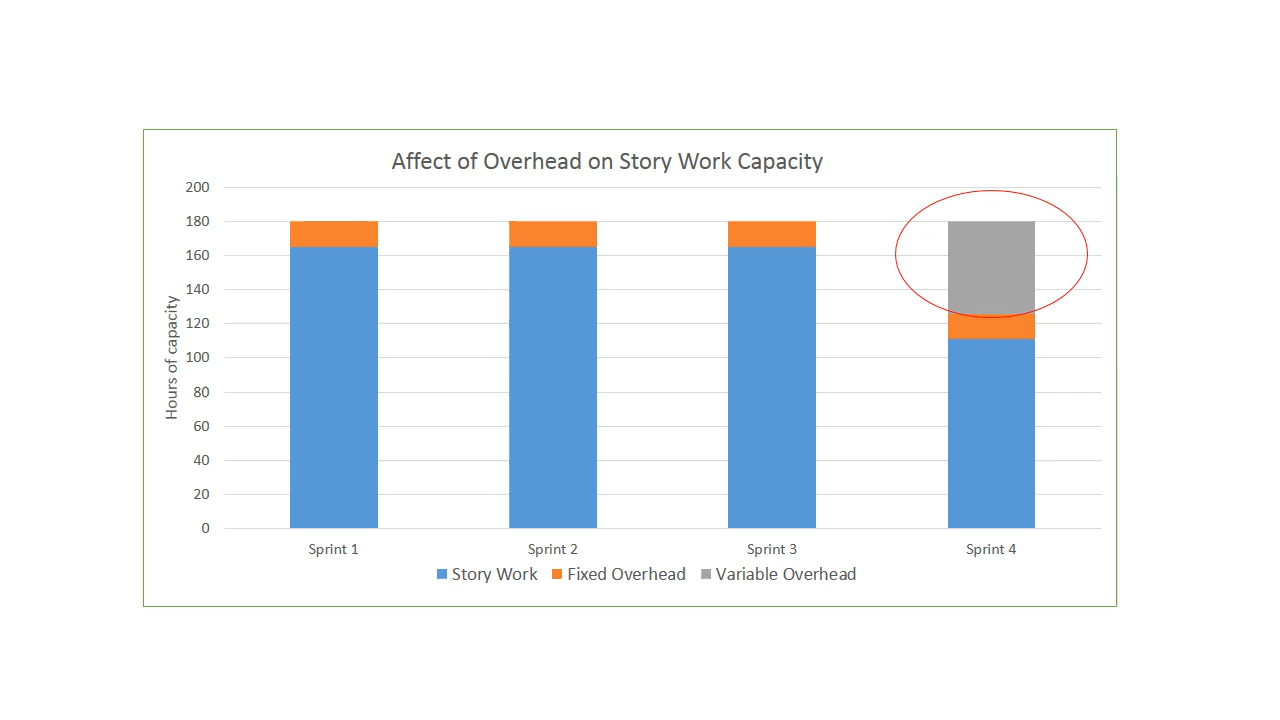 Affect of Overhead on Story Work Capacity
200
180
160
140
120
100
80
60
40
20
0
Hours of capacity
Sprint 1 Sprint 2 Sprint 3 Sprint 4
Story Work Fixed Overhead Variable Overhead